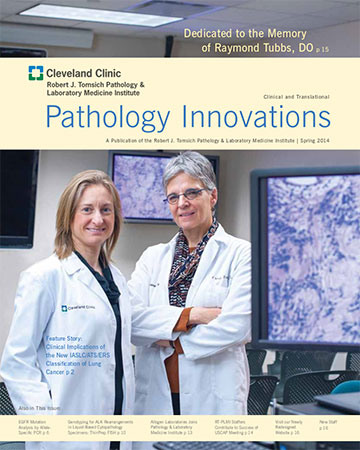 Dedicated to the Memory
of Raymond Tubbs, DO p 15
Cleveland Clinic
Robert J. Tomsich Pathology &
Laboratory Medicine Institute
Clinical and Translational
Pathology Innovations
A Publication of the Robert J. Tomsich Pathology & Laboratory Medicine Institute | Spring 2014
Cleveland Clinic
Feature Story:
Clinical Implications of
the New IASLC/ATS/ERS
Classification of Lung
Cancer p 2
Also In This Issue:
EGFR Mutation
Analysis by Allele-
Specific PCR p 6
Genotyping for ALK Rearrangements
in Liquid-Based Cytopathology
Specimens: ThinPrep FISH p 10
Allogen Laboratories Joins
Pathology & Laboratory
Medicine Institute p 13
RT-PLMI Staffers
Contribute to Success of
USCAP Meeting p 14
Visit our Newly
Redesigned
Website p 16
New Staff
p 16